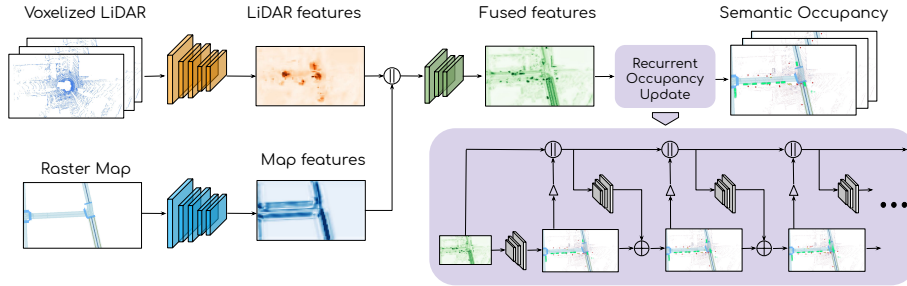 Voxelized LiDAR
LiDAR features
Fused features
Semantic Occupancy
Recurrent
Occupancy
Update
Raster Map
Map features